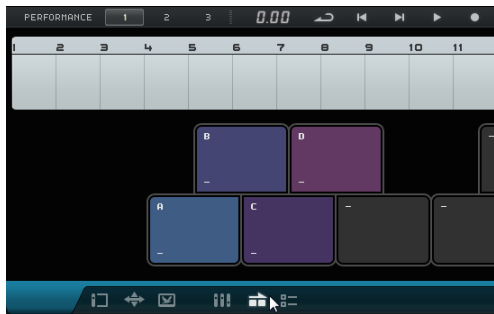 PERFORMANCE 1 2 3 0.00
1 2 3 4 5 6 7 8 9 10 11
B D -
- -
A C - -
- -